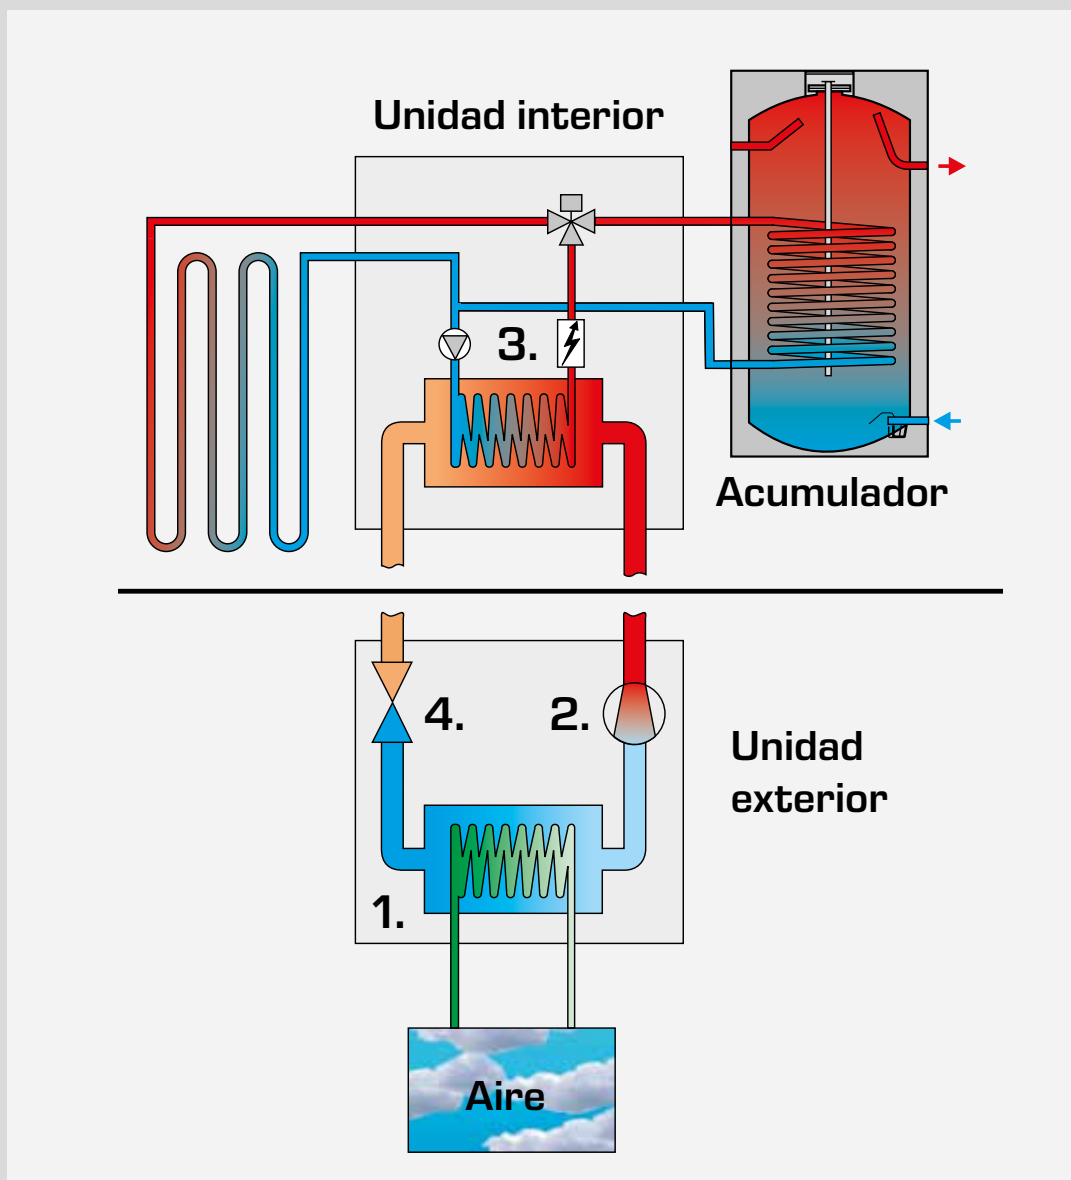 Unidad interior
3.
Acumulador
4.
2.
Unidad
exterior
1.
Aire